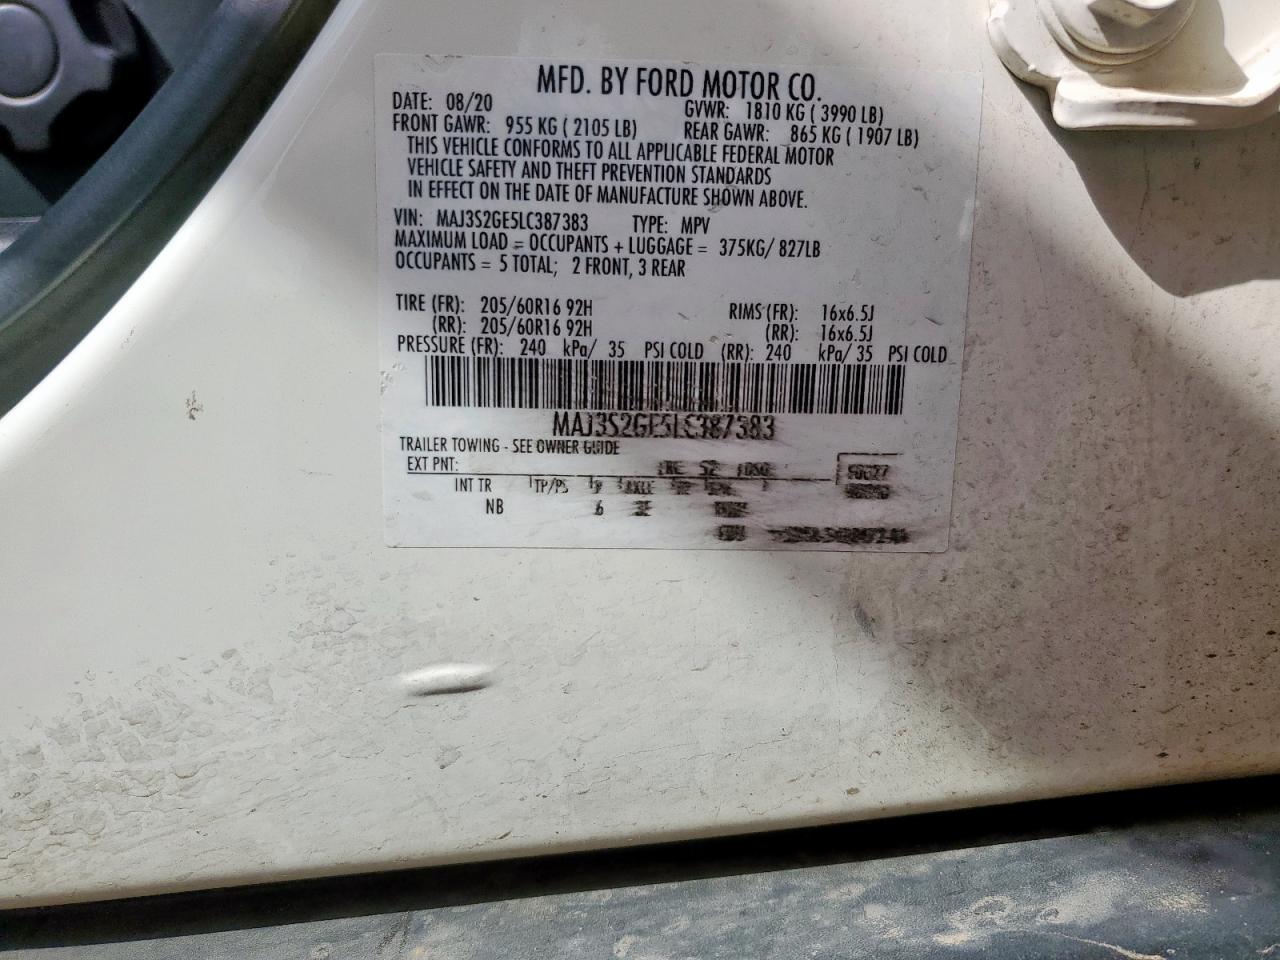 MFD. BY FORD MOTOR CO.
DATE: 08/20 GVWR: 1810 KG ( 3990 LB)
FRONT GAWR: 955 KG ( 2105 LB) REAR GAWR: 865 KG ( 1907 LB)
THIS VEHICLE CONFORMS TO ALL APPLICABLE FEDERAL MOTOR
VEHICLE SAFETY AND THEFT PREVENTION STANDARDS
IN EFFECT ON THE DATE OF MANUFACTURE SHOWN ABOVE.
VIN: MAJ3S2GE5LC387383 TYPE: MPV
MAXIMUM LOAD = OCCUPANTS + LUGGAGE = 375KG/ 827LB
OCCUPANTS = 5 TOTAL; 2 FRONT, 3 REAR
TIRE (FR): 205/60R16 92H RIMS (FR): 16x6.5J
(RR): 205/60R16 92H (RR): 16x6.5J
PRESSURE (FR): 240 kPa/ 35 PSI COLD (RR): 240 kPa/ 35 PSI COLD
MAJ3S2GE5LC387383
TRAILER TOWING - SEE OWNER GUIDE
EXT PNT:
INT TR TP/PS
NB 6